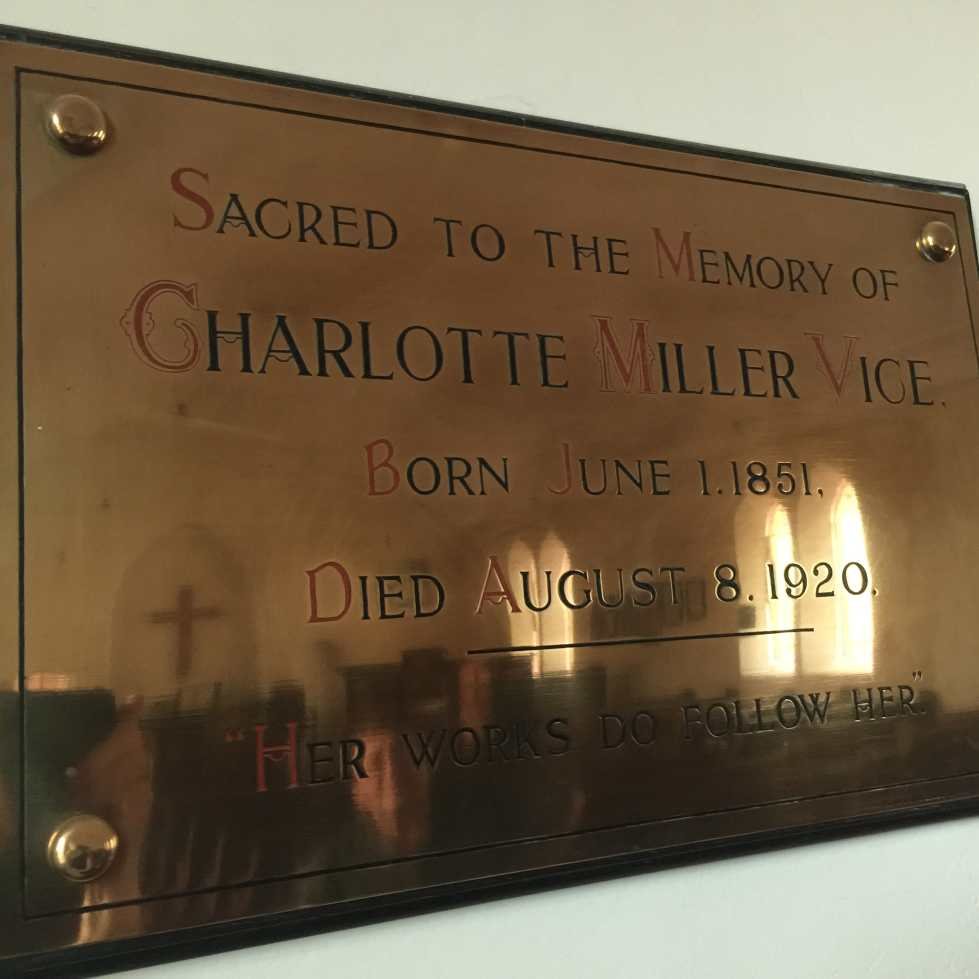 SACRED TO THE MEMORY OF
CHARLOTTE MILLER VICE.
BORN JUNE 1.1851,
DIED AUGUST 8.1920.
"HER WORKS DO FOLLOW HER."